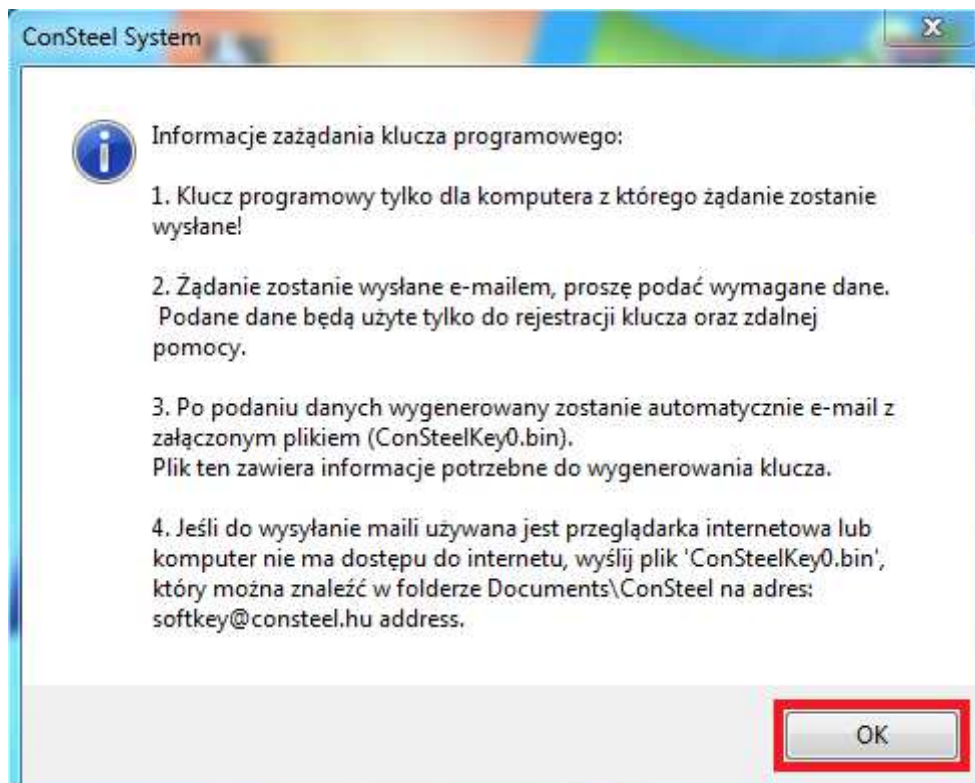 ConSteel System
Informacje zażądania klucza programowego:
1. Klucz programowy tylko dla komputera z którego żądanie zostanie
wysłane!
2. Żądanie zostanie wysłane e-mailem, proszę podać wymagane dane.
Podane dane będą użyte tylko do rejestracji klucza oraz zdalnej
pomocy.
3. Po podaniu danych wygenerowany zostanie automatycznie e-mail z
załączonym plikiem (ConSteelKey0.bin).
Plik ten zawiera informacje potrzebne do wygenerowania klucza.
4. Jeśli do wysyłanie maili używana jest przeglądarka internetowa lub
komputer nie ma dostępu do internetu, wyślij plik 'ConSteelKey0.bin',
który można znaleźć w folderze Documents\ConSteel na adres:
softkey@consteel.hu address.
OK